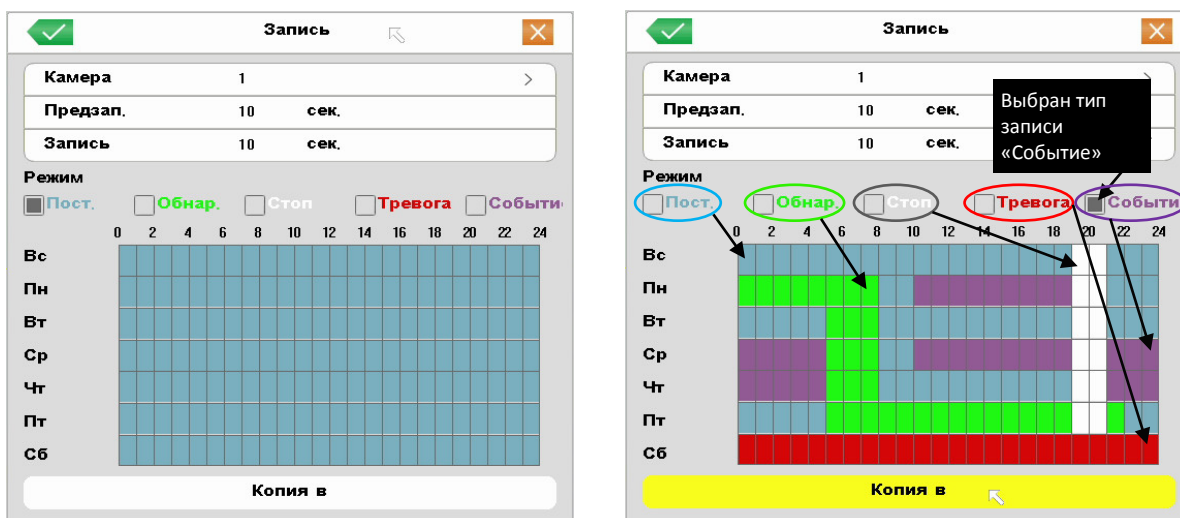 Запись
Камера 1 >
Предзап. 10 сек.
Запись 10 сек.
Режим
Пост. Обнар. Стоп Тревога Событи
0 2 4 6 8 10 12 14 16 18 20 22 24
Вс
Пн
Вт
Ср
Чт
Пт
Сб
Копия в
Запись
Камера 1
Предзап. 10 сек.
Запись 10 сек.
Выбран тип
записи
«Событие»
Режим
Пост. Обнар. Стоп Тревога Событи
0 2 4 6 8 10 12 14 16 18 20 22 24
Вс
Пн
Вт
Ср
Чт
Пт
Сб
Копия в